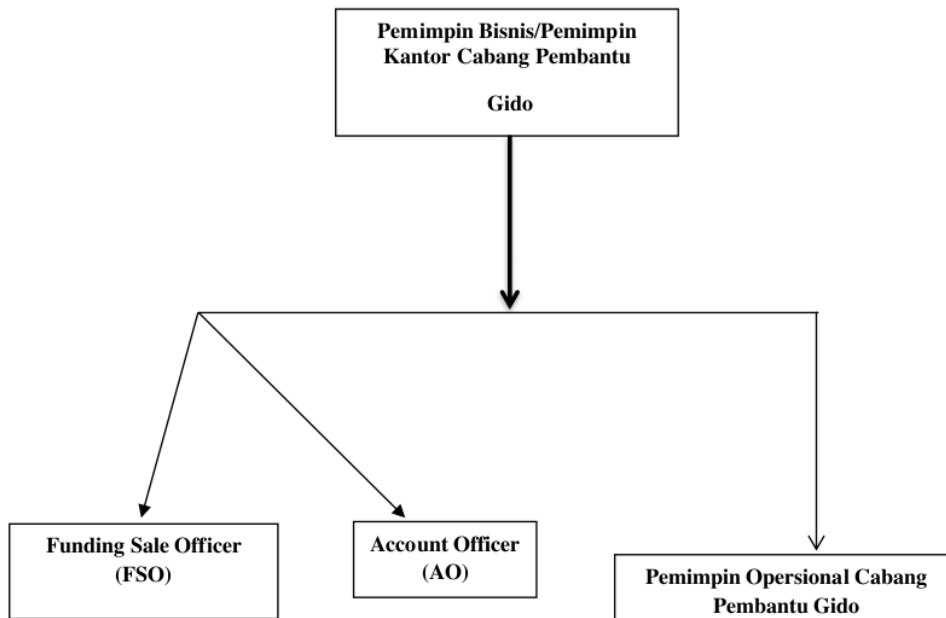 Pemimpin Bisnis/Pemimpin
Kantor Cabang Pembantu
Gido
Funding Sale Officer
(FSO)
Account Officer
(AO)
Pemimpin Opersional Cabang
Pembantu Gido